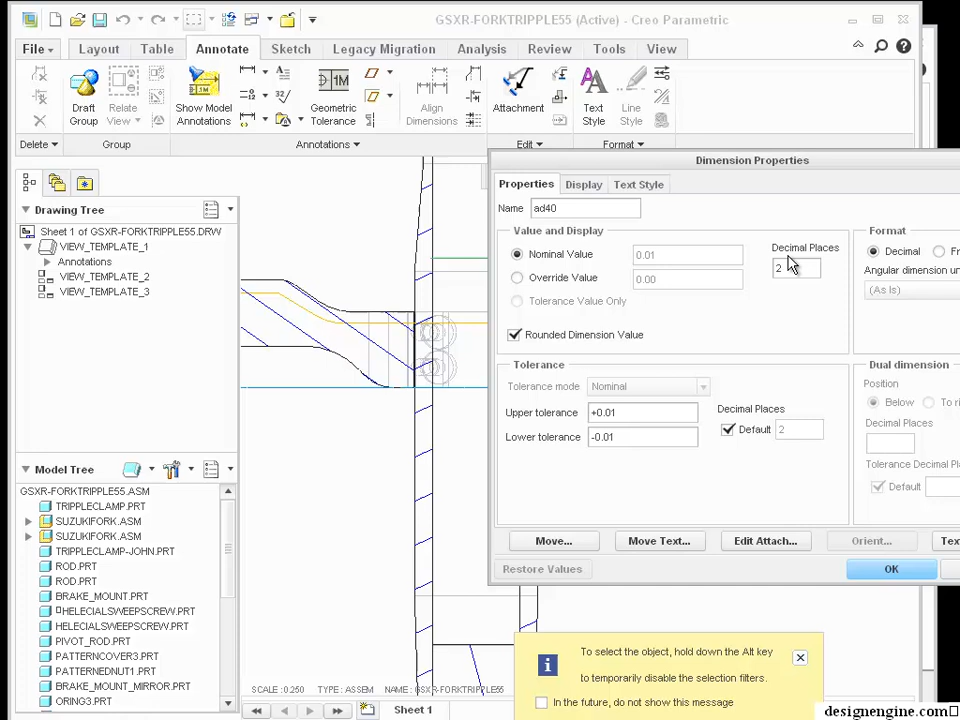 GSXR-FORKTRIPPLE55 (Active) - Creo Parametric
File Layout Table Annotate Sketch Legacy Migration Analysis Review Tools View
Draft Group
Relate View
Show Model Annotations
Geometric Tolerance
Align Dimensions
Attachment
Text Style
Line Style
Delete Group Annotations Edit Format
Dimension Properties
Properties Display Text Style
Name ad40
Value and Display
Nominal Value 0.01
Override Value 0.00
Tolerance Value Only
Rounded Dimension Value
Decimal Places
2
Format
Decimal
Angular dimension un
(As Is)
Tolerance
Tolerance mode Nominal
Upper tolerance +0.01
Lower tolerance -0.01
Decimal Places
Default 2
Dual dimension
Position
Below To ri
Decimal Places
Tolerance Decimal Pl
Default
Move... Move Text... Edit Attach... Orient...
Restore Values OK
Drawing Tree
Sheet 1 of GSXR-FORKTRIPPLE55.DRW
VIEW_TEMPLATE_1
Annotations
VIEW_TEMPLATE_2
VIEW_TEMPLATE_3
Model Tree
GSXR-FORKTRIPPLE55.ASM
TRIPPLECLAMP.PRT
SUZUKIFORK.ASM
SUZUKIFORK.ASM
TRIPPLECLAMP-JOHN.PRT
ROD.PRT
ROD.PRT
BRAKE_MOUNT.PRT
HELECIALSWEEPSCREW.PRT
HELECIALSWEEPSCREW.PRT
PIVOT_ROD.PRT
PATTERNCOVER3.PRT
PATTERNEDNUT1.PRT
BRAKE_MOUNT_MIRROR.PRT
ORING3.PRT
SCALE : 0.250 TYPE : ASSEM NAME : GSXR-FORKTRIPPLE55
Sheet 1
To select the object, hold down the Alt key
to temporarily disable the selection filters.
In the future, do not show this message
designengine.com